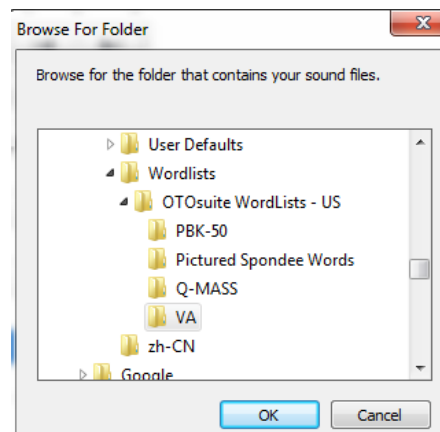 Browse For Folder
Browse for the folder that contains your sound files.
User Defaults
Wordlists
OTOsuite WordLists - US
PBK-50
Pictured Spondee Words
Q-MASS
VA
zh-CN
Google
OK
Cancel